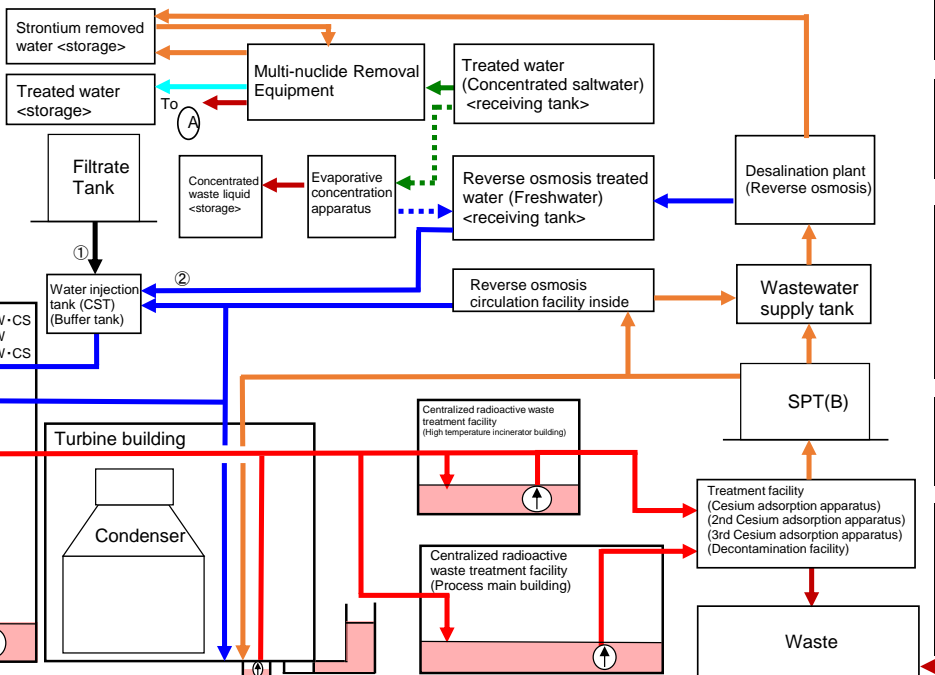 Strontium removed
water <storage>
Multi-nuclide Removal
Equipment
Treated water
(Concentrated saltwater)
<receiving tank>
Treated water
<storage>
To
A
Filtrate
Tank
Concentrated
waste liquid
<storage>
Evaporative
concentration
apparatus
Reverse osmosis treated
water (Freshwater)
<receiving tank>
Desalination plant
(Reverse osmosis)
①
②
Water injection
tank (CST)
(Buffer tank)
Reverse osmosis
circulation facility inside
Wastewater
supply tank
W・CS
W
W・CS
SPT(B)
Turbine building
Condenser
Centralized radioactive waste
treatment facility
(High temperature incinerator building)
Treatment facility
(Cesium adsorption apparatus)
(2nd Cesium adsorption apparatus)
(3rd Cesium adsorption apparatus)
(Decontamination facility)
Centralized radioactive
waste treatment facility
(Process main building)
Waste